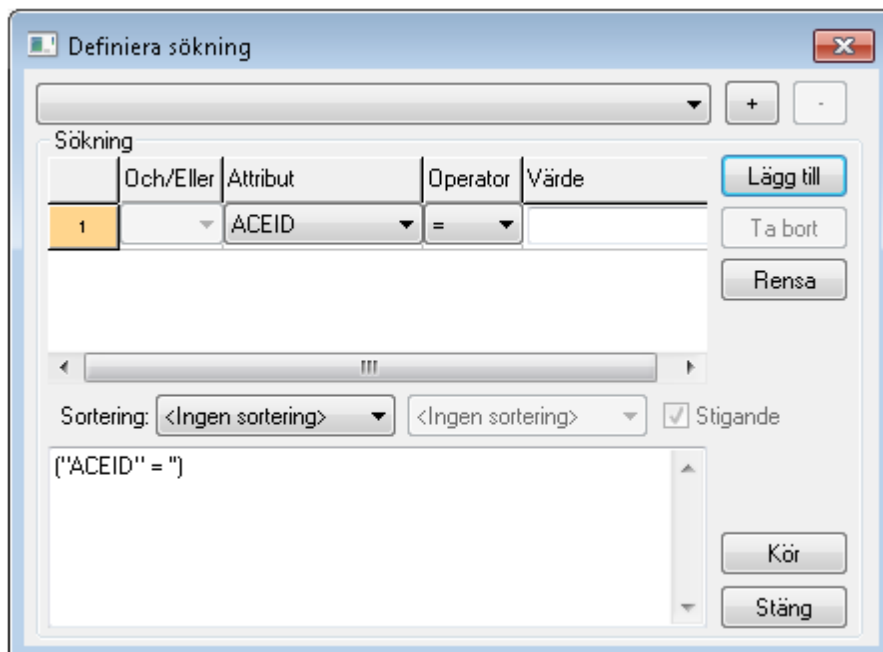 Definiera sökning
+ -
Sökning
Och/Eller Attribut Operator Värde
Lägg till
1 ACEID =
Ta bort
Rensa
Sortering: <Ingen sortering> <Ingen sortering> Stigande
("ACEID" = '')
Kör
Stäng